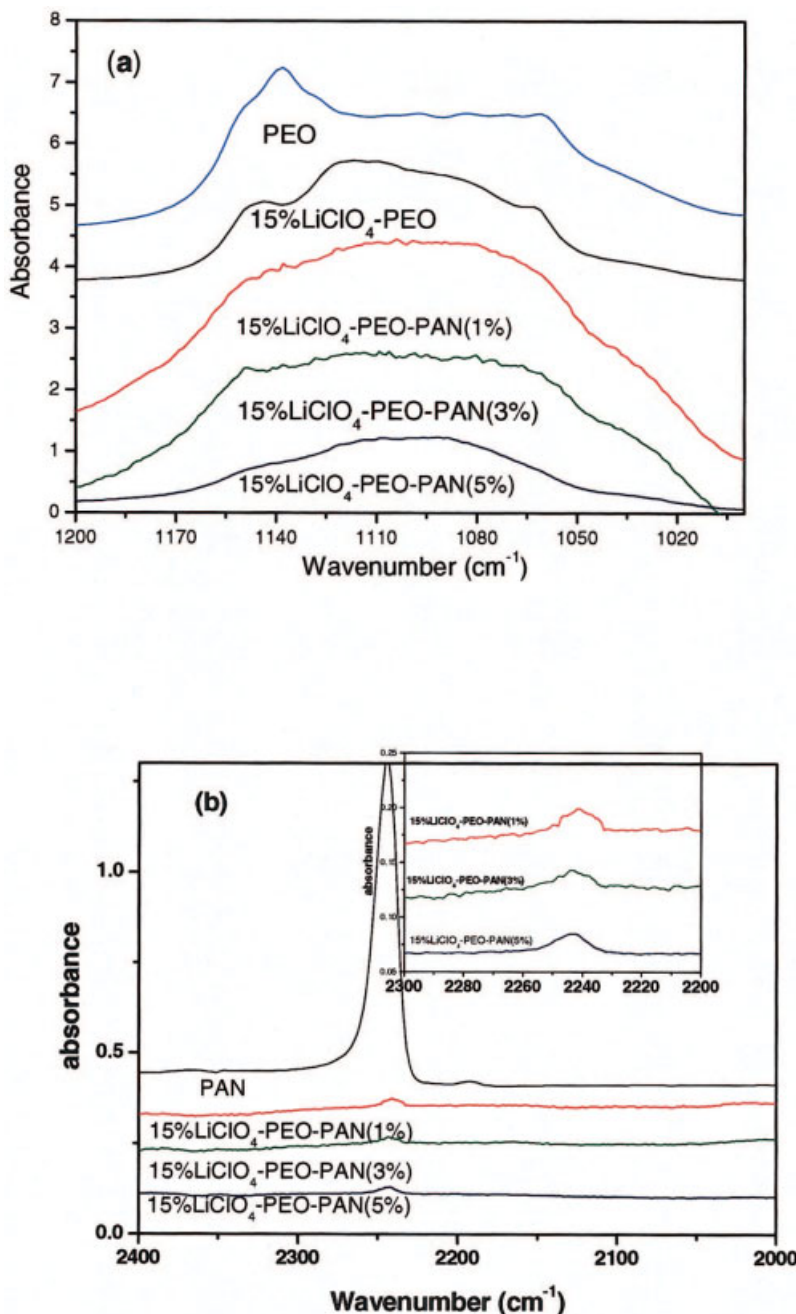 8
7
6
5
4
3
2
1
0
Absorbance
(a)
PEO
15%LiClO₄-PEO
15%LiClO₄-PEO-PAN(1%)
15%LiClO₄-PEO-PAN(3%)
15%LiClO₄-PEO-PAN(5%)
1200 1170 1140 1110 1080 1050 1020
Wavenumber (cm⁻¹)
(b)
1.0
0.5
0.0
absorbance
0.25
0.20
0.15
0.10
0.05
absorbance
15%LiClO₄-PEO-PAN(1%)
15%LiClO₄-PEO-PAN(3%)
15%LiClO₄-PEO-PAN(5%)
2300 2280 2260 2240 2220 2200
PAN
15%LiClO₄-PEO-PAN(1%)
15%LiClO₄-PEO-PAN(3%)
15%LiClO₄-PEO-PAN(5%)
2400 2300 2200 2100 2000
Wavenumber (cm⁻¹)